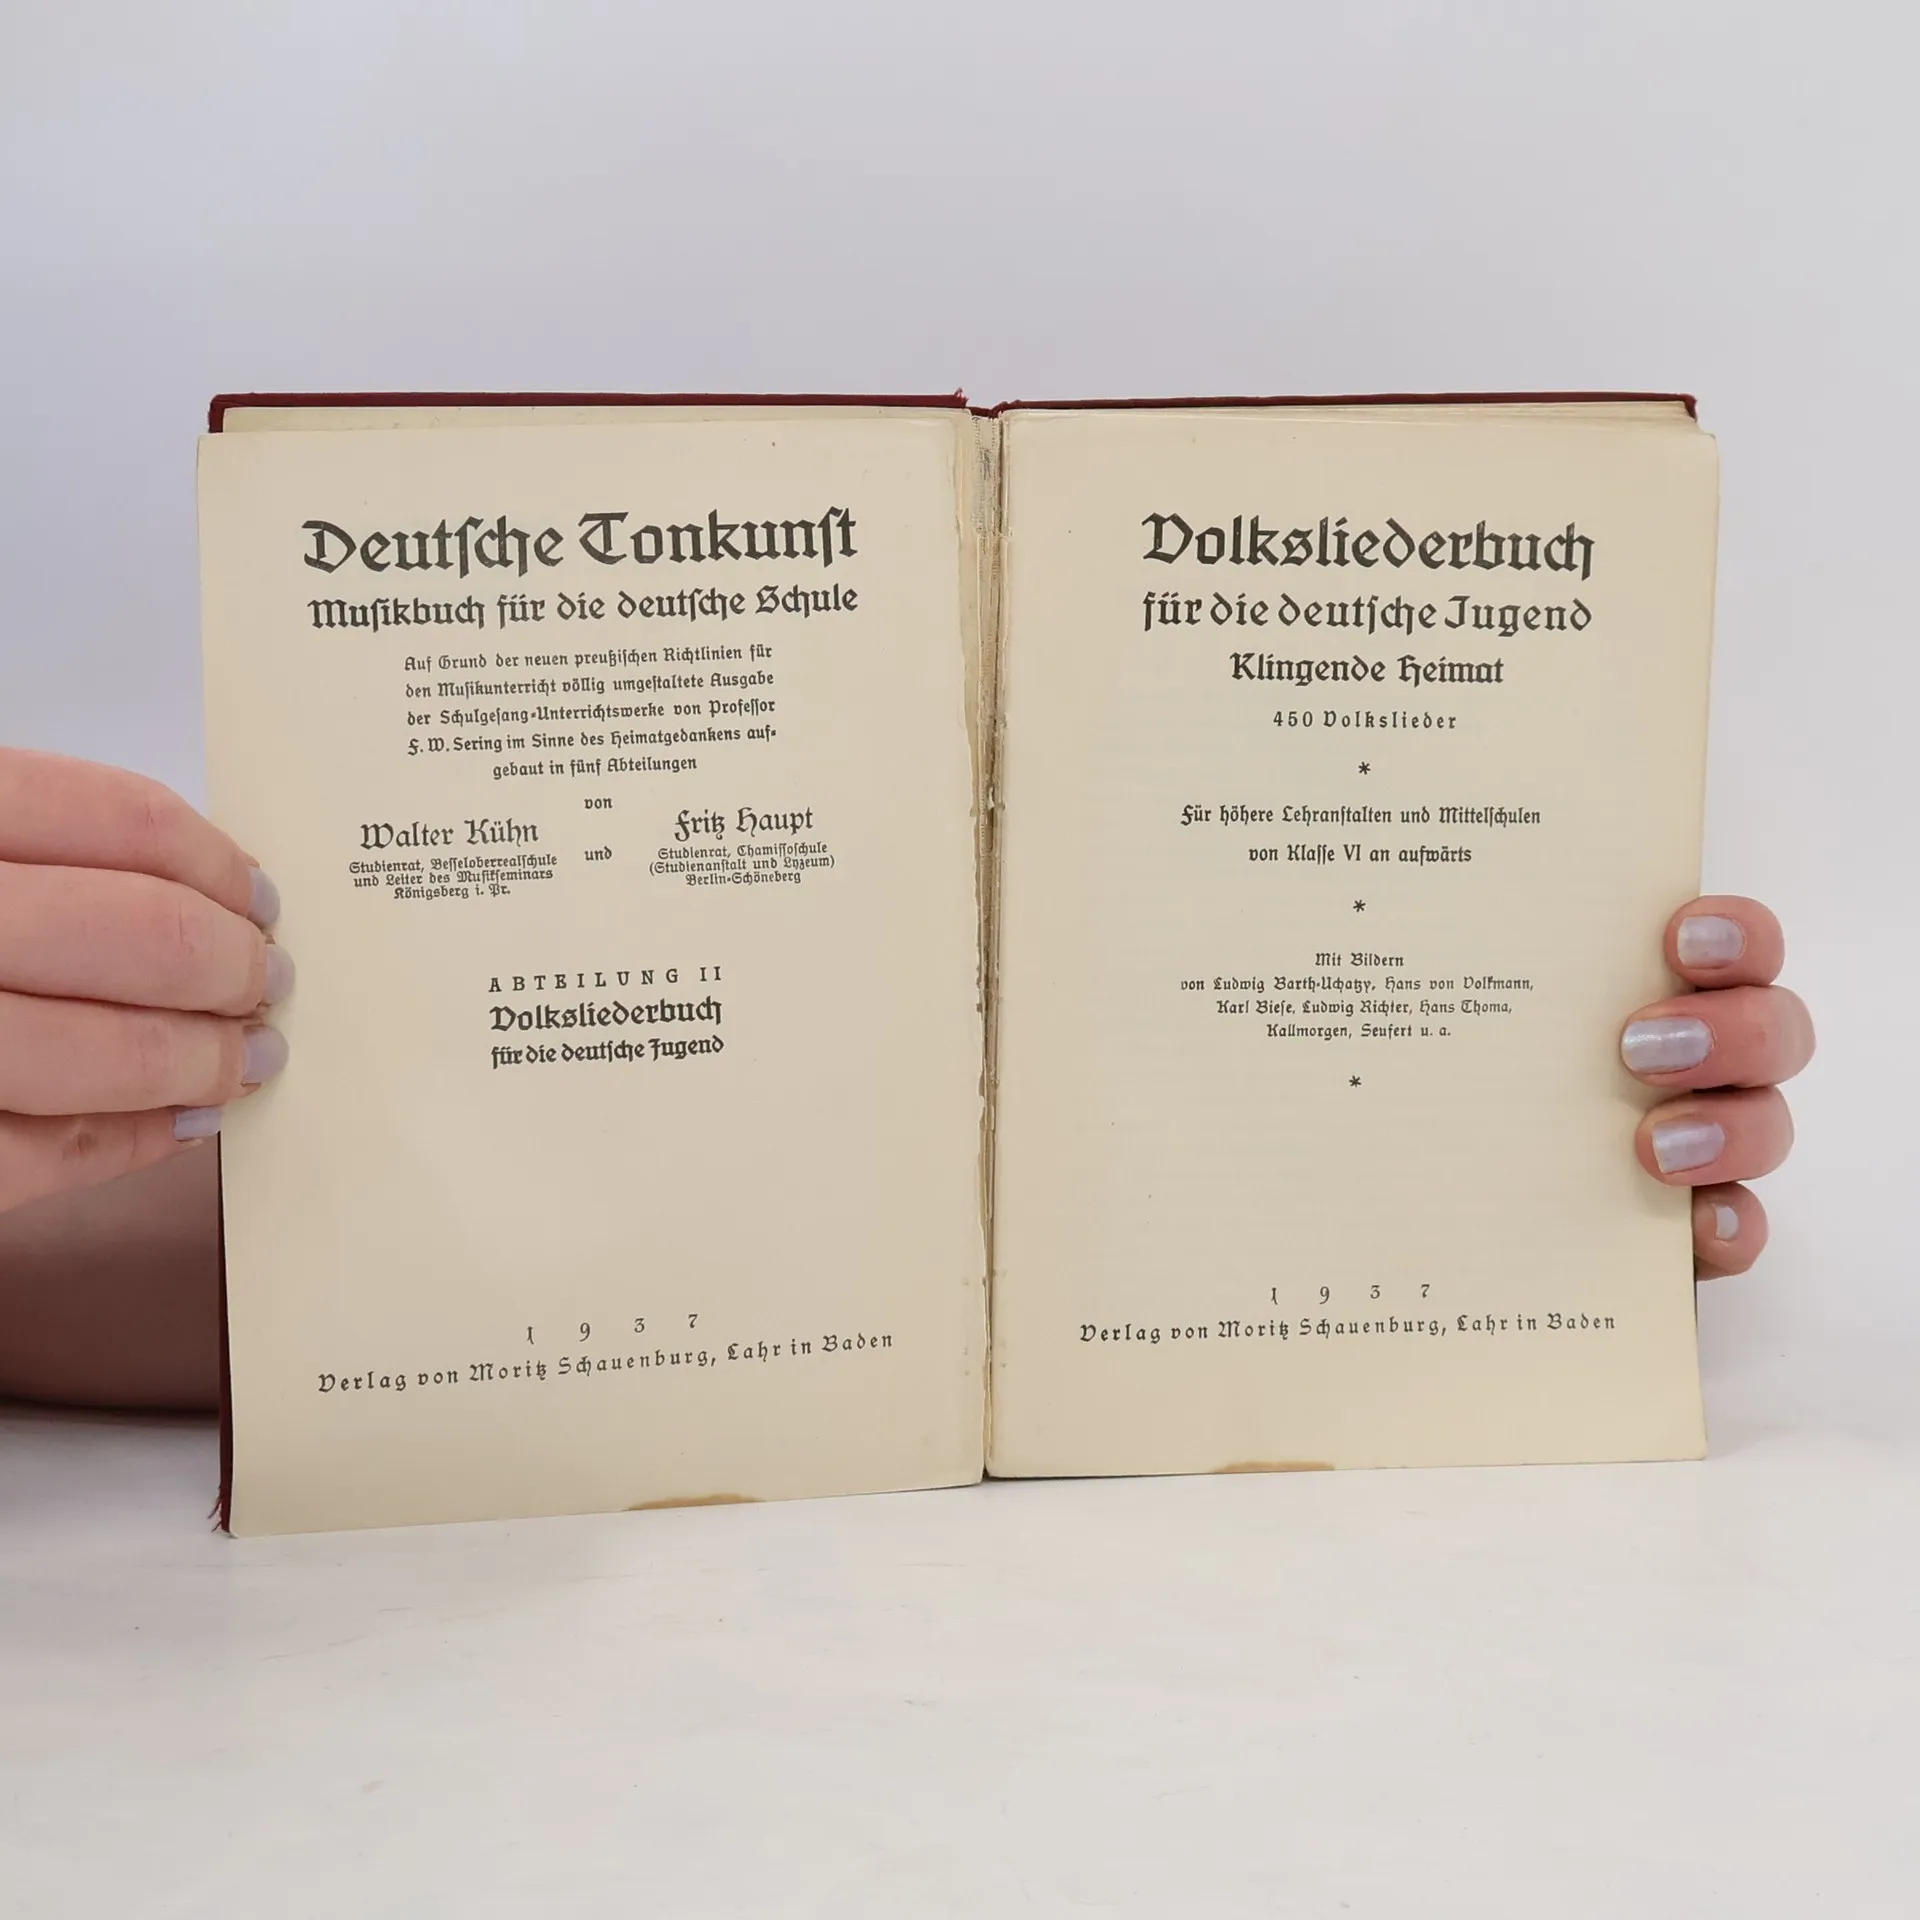 Deutſche Tonkunſt
Muſikbuch für die deutſche Schule
Auf Grund der neuen preußiſchen Richtlinien für
den Muſikunterricht völlig umgeſtaltete Ausgabe
der Schulgeſang-Unterrichtswerke von Profeſſor
F. W. Sering im Sinne des Heimatgedankens auf-
gebaut in fünf Abteilungen
von
Walter Kühn
Studienrat, Beſſeloberrealſchule
und Leiter des Muſikſeminars
Königsberg i. Pr.
und
Fritz Haupt
Studienrat, Chamiſſoſchule
(Studienanſtalt und Lyzeum)
Berlin-Schöneberg
ABTEILUNG II
Volksliederbuch
für die deutſche Jugend
1937
Verlag von Moritz Schauenburg, Lahr in Baden
Volksliederbuch
für die deutſche Jugend
Klingende Heimat
450 Volkslieder
*
Für höhere Lehranſtalten und Mittelſchulen
von Klaſſe VI an aufwärts
*
Mit Bildern
von Ludwig Barth-Uchatzy, Hans von Volkmann,
Karl Bieſe, Ludwig Richter, Hans Thoma,
Kallmorgen, Seufert u. a.
*
1937
Verlag von Moritz Schauenburg, Lahr in Baden